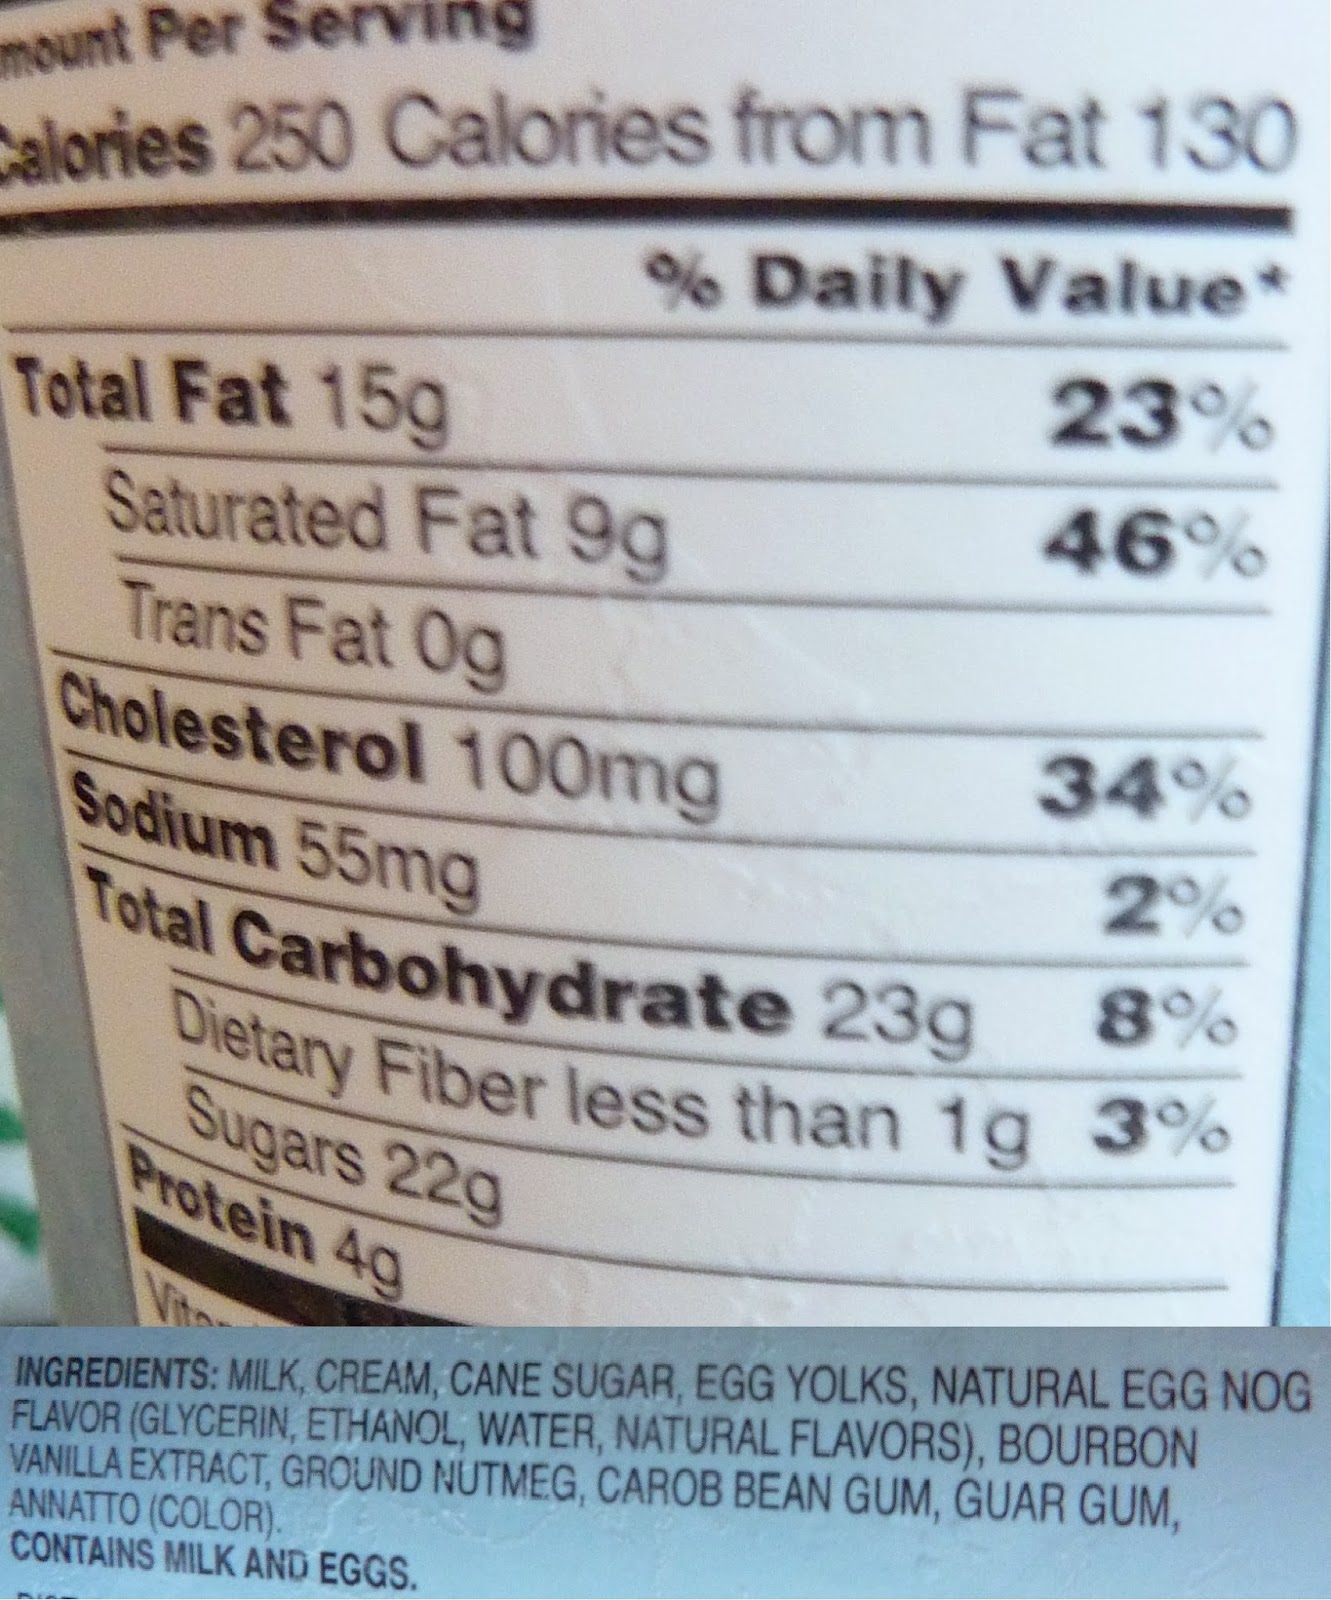 mount Per Serving
Calories 250 Calories from Fat 130
% Daily Value*
Total Fat 15g 23%
Saturated Fat 9g 46%
Trans Fat 0g
Cholesterol 100mg 34%
Sodium 55mg 2%
Total Carbohydrate 23g 8%
Dietary Fiber less than 1g 3%
Sugars 22g
Protein 4g
INGREDIENTS: MILK, CREAM, CANE SUGAR, EGG YOLKS, NATURAL EGG NOG
FLAVOR (GLYCERIN, ETHANOL, WATER, NATURAL FLAVORS), BOURBON
VANILLA EXTRACT, GROUND NUTMEG, CAROB BEAN GUM, GUAR GUM,
ANNATTO (COLOR).
CONTAINS MILK AND EGGS.